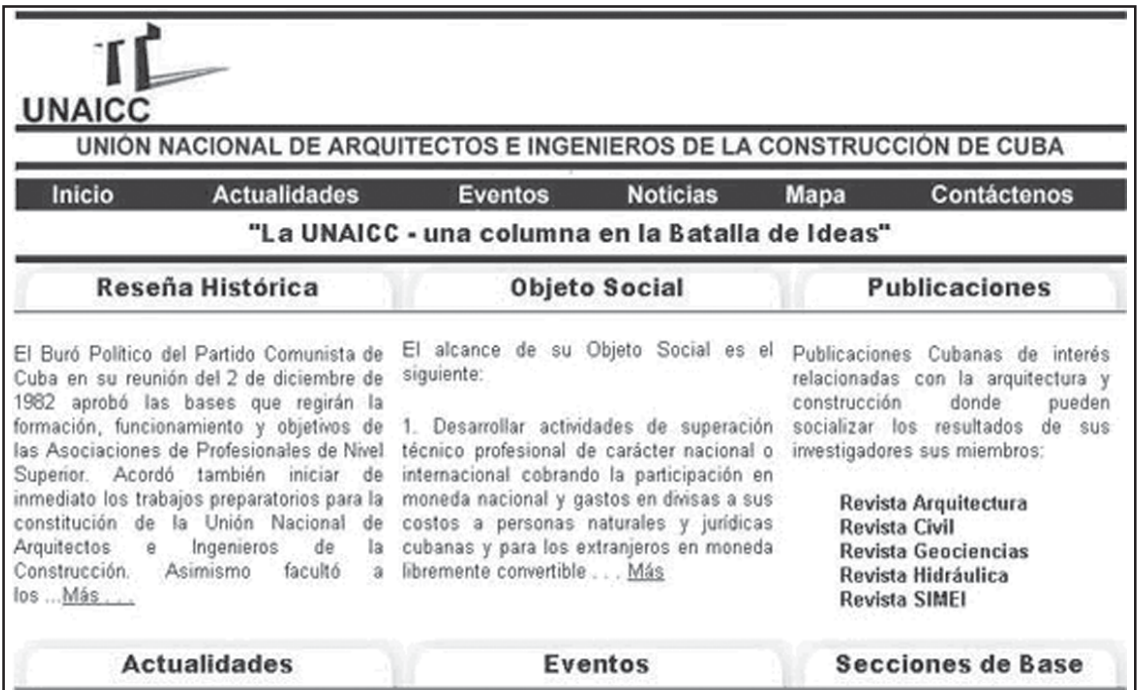 UNAICC
UNIÓN NACIONAL DE ARQUITECTOS E INGENIEROS DE LA CONSTRUCCIÓN DE CUBA
Inicio Actualidades Eventos Noticias Mapa Contáctenos
"La UNAICC - una columna en la Batalla de Ideas"
Reseña Histórica
El Buró Político del Partido Comunista de
Cuba en su reunión del 2 de diciembre de
1982 aprobó las bases que regirán la
formación, funcionamiento y objetivos de
las Asociaciones de Profesionales de Nivel
Superior. Acordó también iniciar de
inmediato los trabajos preparatorios para la
constitución de la Unión Nacional de
Arquitectos e Ingenieros de la
Construcción. Asimismo facultó a
los ...Más . . .
Objeto Social
El alcance de su Objeto Social es el
siguiente:
1. Desarrollar actividades de superación
técnico profesional de carácter nacional o
internacional cobrando la participación en
moneda nacional y gastos en divisas a sus
costos a personas naturales y jurídicas
cubanas y para los extranjeros en moneda
libremente convertible . . . Más
Publicaciones
Publicaciones Cubanas de interés
relacionadas con la arquitectura y
construcción donde pueden
socializar los resultados de sus
investigadores sus miembros:
Revista Arquitectura
Revista Civil
Revista Geociencias
Revista Hidráulica
Revista SIMEI
Actualidades
Eventos
Secciones de Base